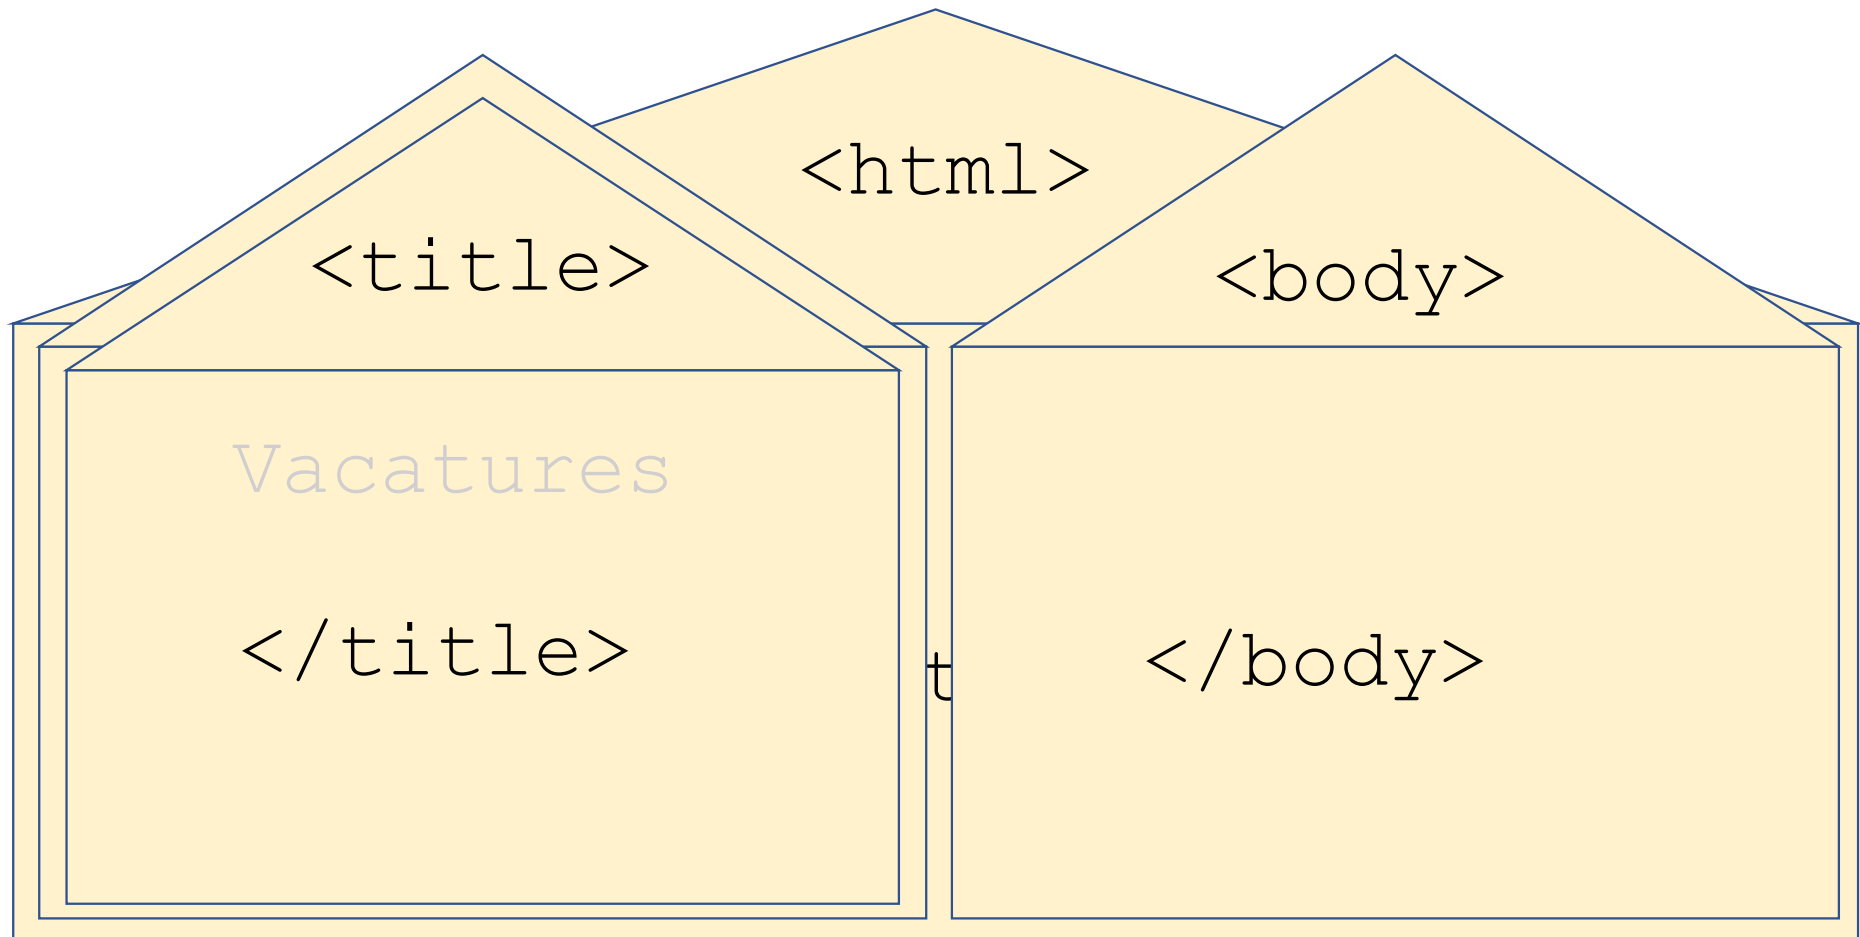 <html>
<title>
<body>
Vacatures
</title>
</body>
t